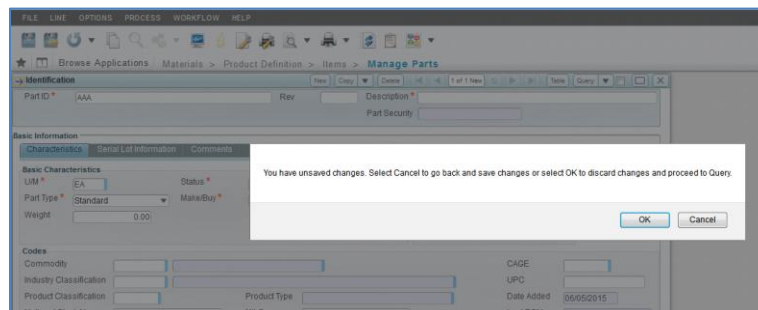 FILE LINE OPTIONS PROCESS WORKFLOW HELP
Browse Applications Materials > Product Definition > Items > Manage Parts
Identification New Copy Delete 1 of 1 New Table Query
Part ID * AAA Rev Description *
Part Security
Basic Information
Characteristics Serial Lot Information Comments
Basic Characteristics
U/M * EA Status *
Part Type * Standard Make/Buy *
Weight 0.00
You have unsaved changes. Select Cancel to go back and save changes or select OK to discard changes and proceed to Query.
OK Cancel
Codes
Commodity CAGE
Industry Classification UPC
Product Classification Product Type Date Added 06/05/2015